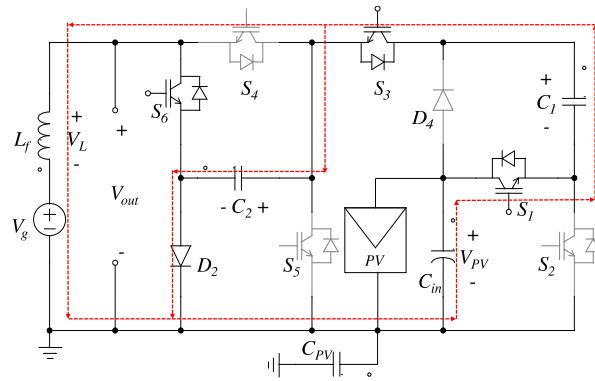 S4
S3
+
C1
-
S6
D4
Lf
+
VL
-
+
Vout
-
- C2 +
S1
Vg
D2
S5
PV
+
VPV
-
Cin
S2
CPV